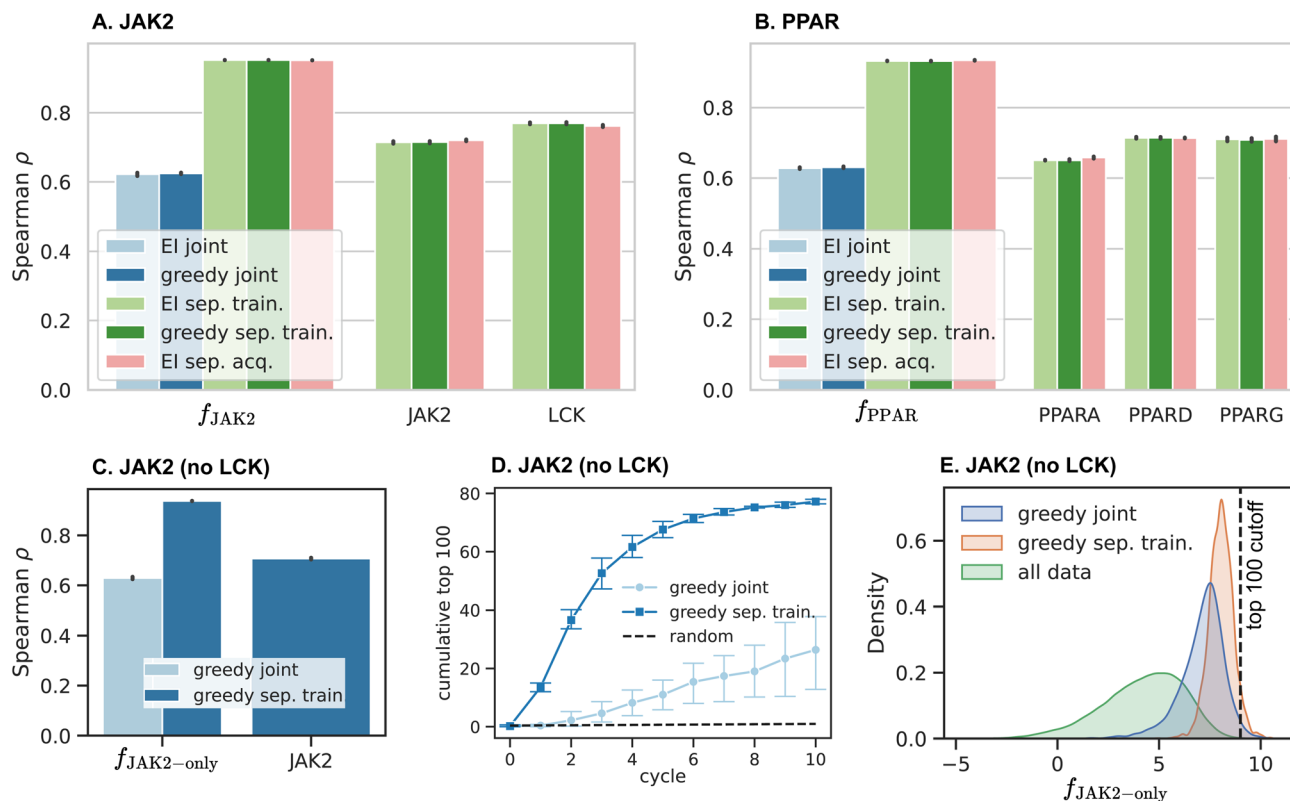 A. JAK2
Spearman ρ
0.8
0.6
0.4
0.2
0.0
EI joint
greedy joint
EI sep. train.
greedy sep. train.
EI sep. acq.
f_JAK2
JAK2
LCK
B. PPAR
Spearman ρ
0.8
0.6
0.4
0.2
0.0
EI joint
greedy joint
EI sep. train.
greedy sep. train.
EI sep. acq.
f_PPAR
PPARA
PPARD
PPARG
C. JAK2 (no LCK)
Spearman ρ
0.8
0.6
0.4
0.2
0.0
greedy joint
greedy sep. train
f_JAK2−only
JAK2
D. JAK2 (no LCK)
cumulative top 100
80
60
40
20
0
greedy joint
greedy sep. train.
random
0
2
4
6
8
10
cycle
E. JAK2 (no LCK)
Density
0.6
0.4
0.2
0.0
greedy joint
greedy sep. train.
all data
top 100 cutoff
−5
0
5
10
f_JAK2−only